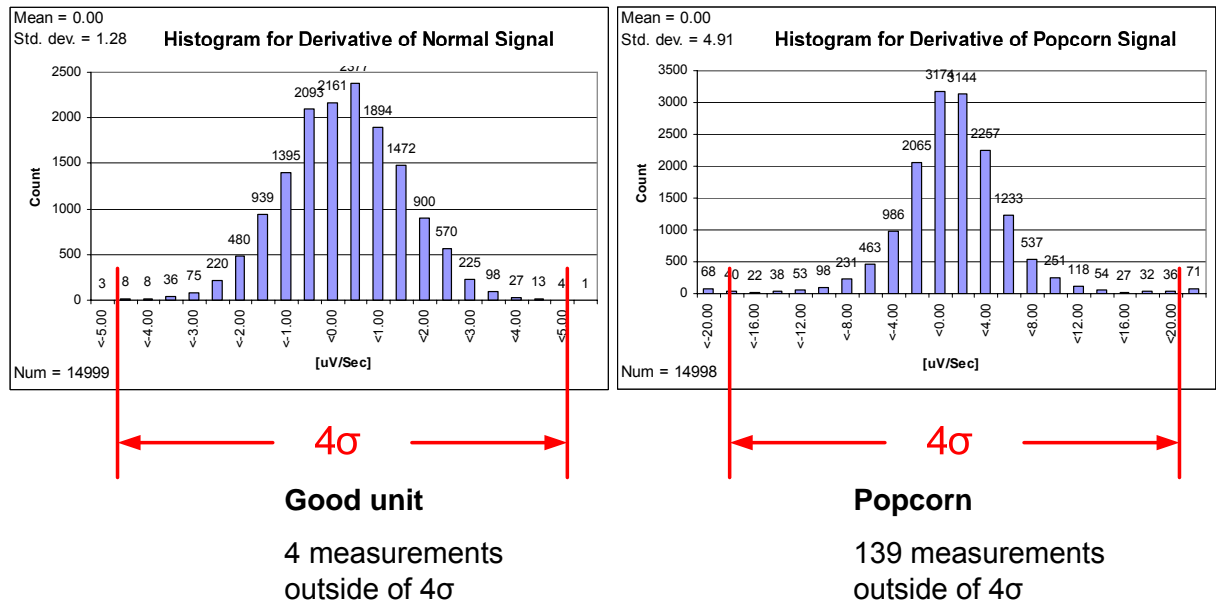 Mean = 0.00
Std. dev. = 1.28
Histogram for Derivative of Normal Signal
2500
2000
1500
1000
500
0
Count
3 8 8 36 75 220 480 939 1395 2093 2161 2377 1894 1472 900 570 225 98 27 13 4 1
<-5.00 <-4.00 <-3.00 <-2.00 <-1.00 <0.00 <1.00 <2.00 <3.00 <4.00 <5.00
[uV/Sec]
Num = 14999
Mean = 0.00
Std. dev. = 4.91
Histogram for Derivative of Popcorn Signal
3500
3000
2500
2000
1500
1000
500
0
Count
68 40 22 38 53 98 231 463 986 2065 3174 3144 2257 1233 537 251 118 54 27 32 36 71
<-20.00 <-16.00 <-12.00 <-8.00 <-4.00 <0.00 <4.00 <8.00 <12.00 <16.00 <20.00
[uV/Sec]
Num = 14998
4σ
4σ
Good unit
4 measurements
outside of 4σ
Popcorn
139 measurements
outside of 4σ